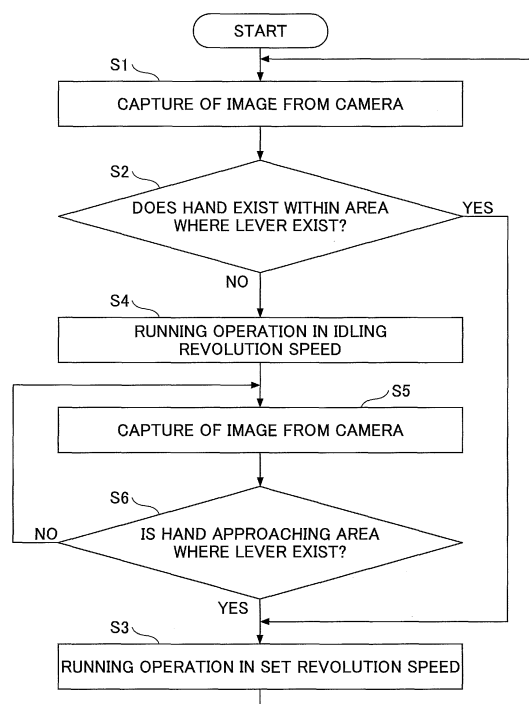 START
S1
CAPTURE OF IMAGE FROM CAMERA
S2
DOES HAND EXIST WITHIN AREA
WHERE LEVER EXIST?
YES
NO
S4
RUNNING OPERATION IN IDLING
REVOLUTION SPEED
S5
CAPTURE OF IMAGE FROM CAMERA
S6
IS HAND APPROACHING AREA
WHERE LEVER EXIST?
NO
YES
S3
RUNNING OPERATION IN SET REVOLUTION SPEED